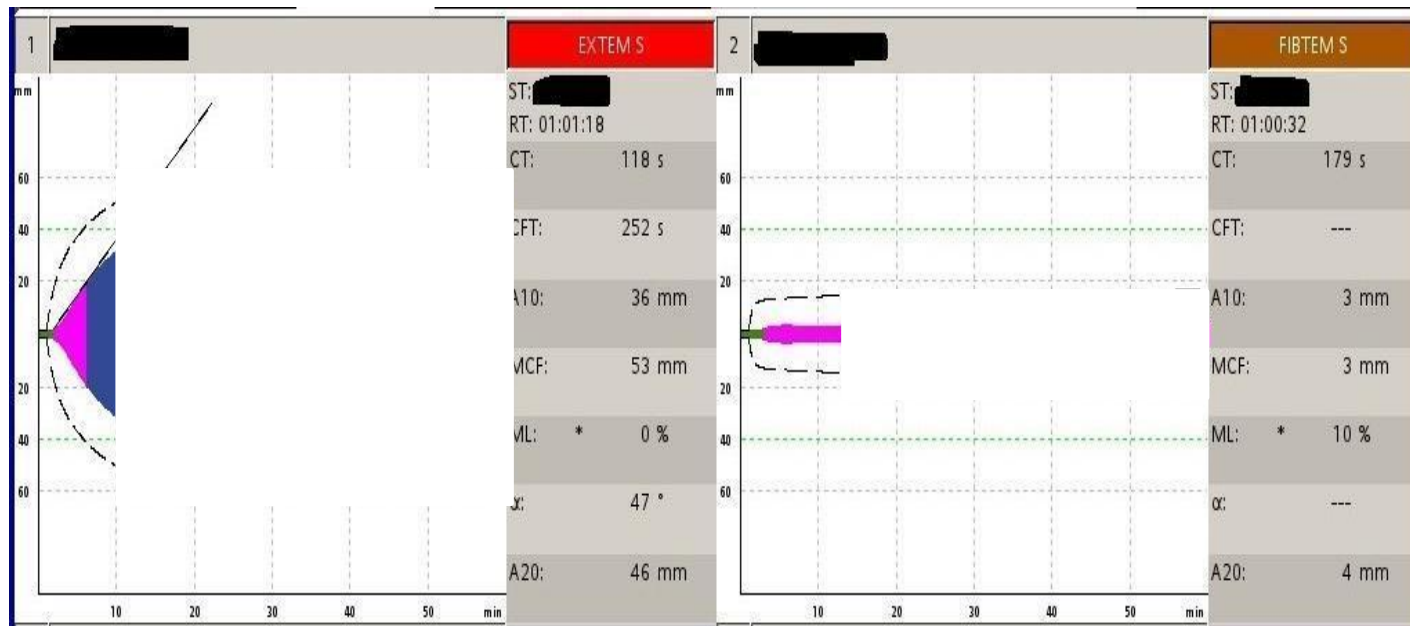 1
EXTEM S
mm
60
40
20
20
40
60
10 20 30 40 50 min
ST:
RT: 01:01:18
CT: 118 s
CFT: 252 s
A10: 36 mm
MCF: 53 mm
ML: * 0 %
α: 47 °
A20: 46 mm
2
FIBTEM S
mm
60
40
20
20
40
60
10 20 30 40 50 min
ST:
RT: 01:00:32
CT: 179 s
CFT: ---
A10: 3 mm
MCF: 3 mm
ML: * 10 %
α: ---
A20: 4 mm